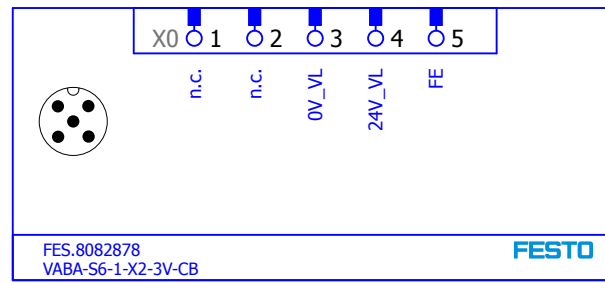 X0 1 2 3 4 5
n.c. n.c. 0V_VL 24V_VL FE
FES.8082878
VABA-S6-1-X2-3V-CB
FESTO